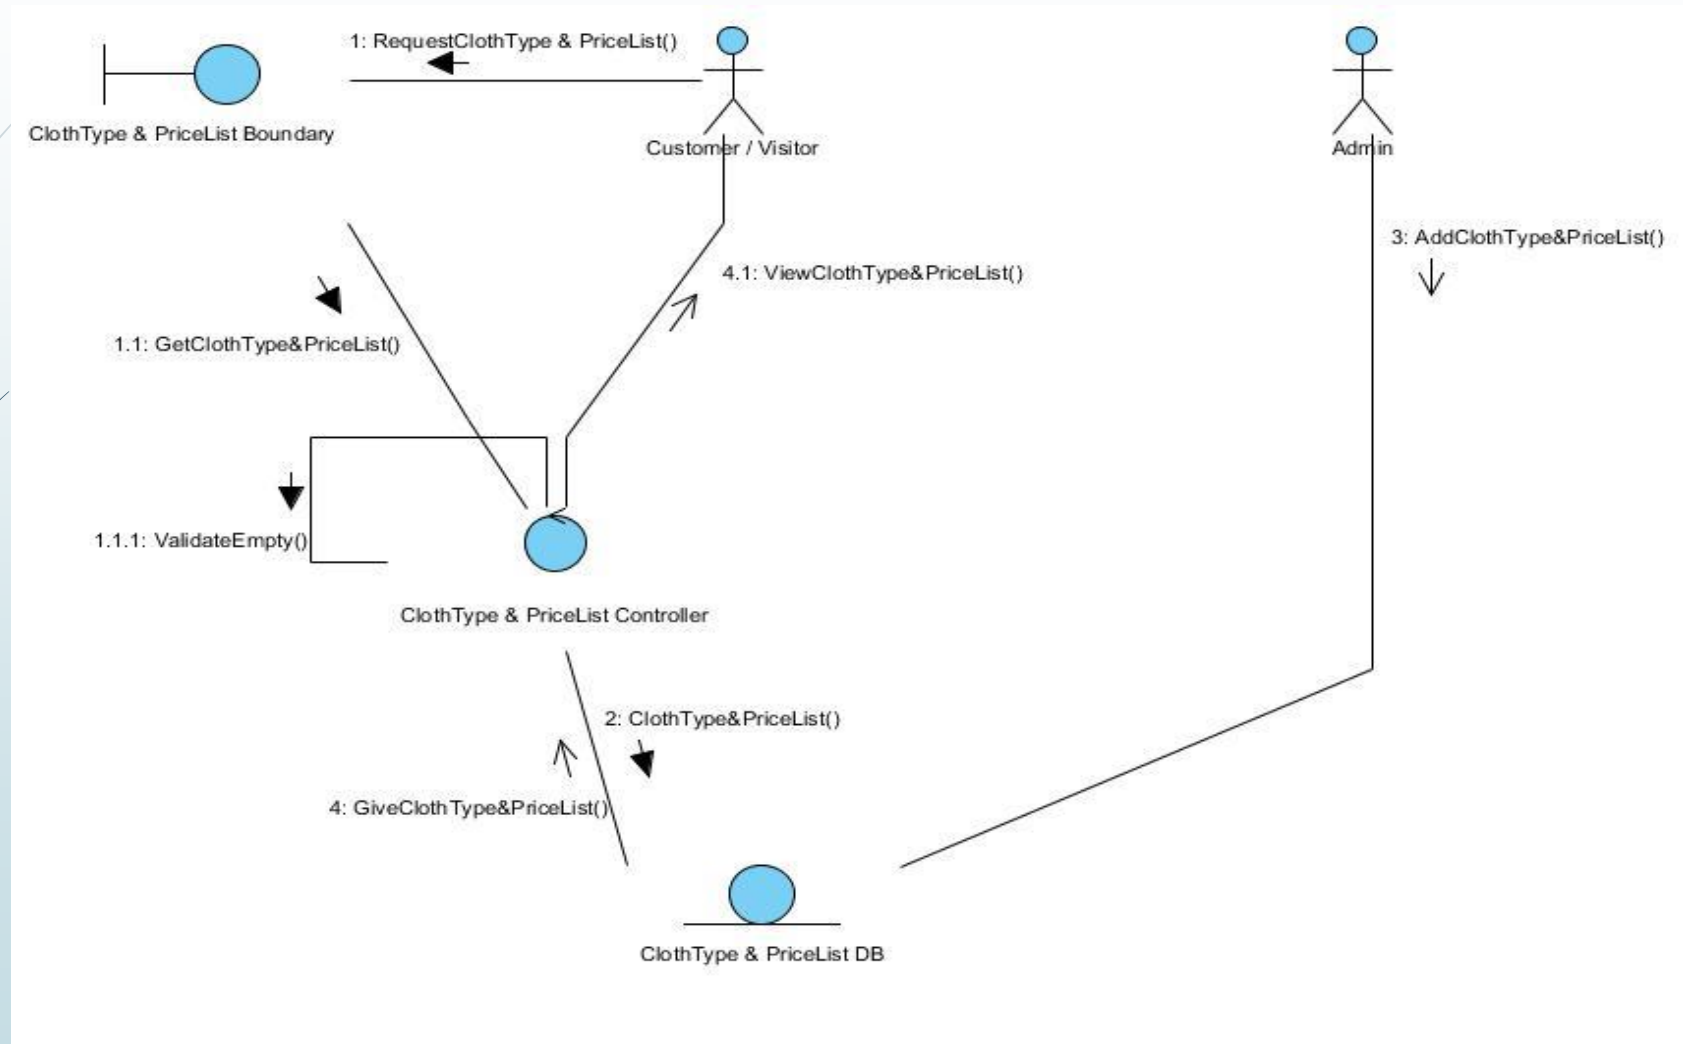 1: RequestClothType & PriceList()
ClothType & PriceList Boundary
Customer / Visitor
Admin
3: AddClothType&PriceList()
4.1: ViewClothType&PriceList()
1.1: GetClothType&PriceList()
1.1.1: ValidateEmpty()
ClothType & PriceList Controller
2: ClothType&PriceList()
4: GiveClothType&PriceList()
ClothType & PriceList DB